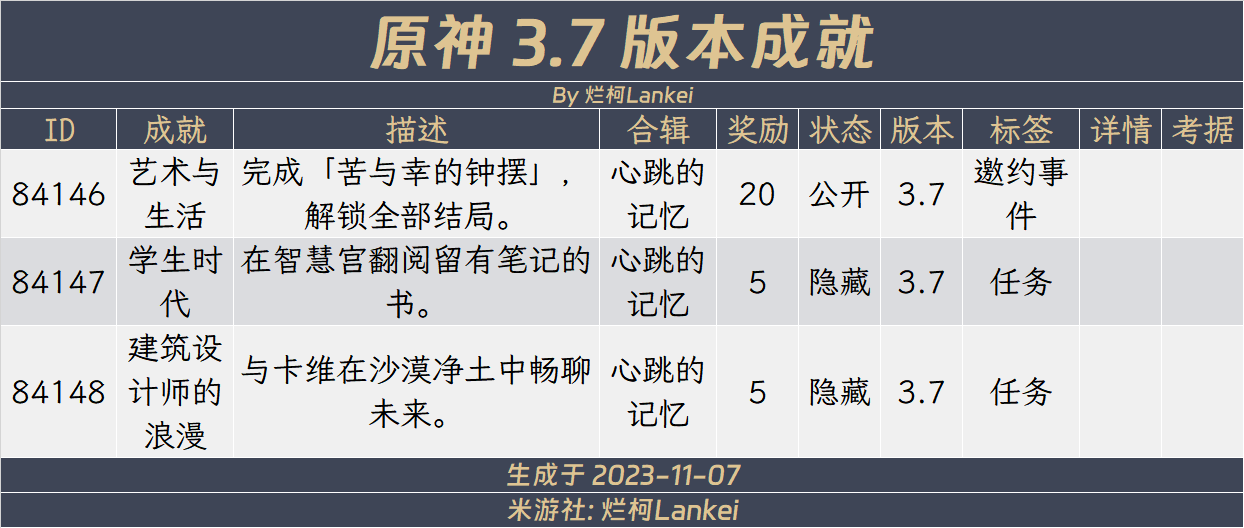 原神 3.7 版本成就
By 烂柯Lankei
ID 成就 描述 合辑 奖励 状态 版本 标签 详情 考据
84146 艺术与生活 完成「苦与幸的钟摆」,解锁全部结局。 心跳的记忆 20 公开 3.7 邀约事件
84147 学生时代 在智慧宫翻阅留有笔记的书。 心跳的记忆 5 隐藏 3.7 任务
84148 建筑设计师的浪漫 与卡维在沙漠净土中畅聊未来。 心跳的记忆 5 隐藏 3.7 任务
生成于 2023-11-07
米游社: 烂柯Lankei